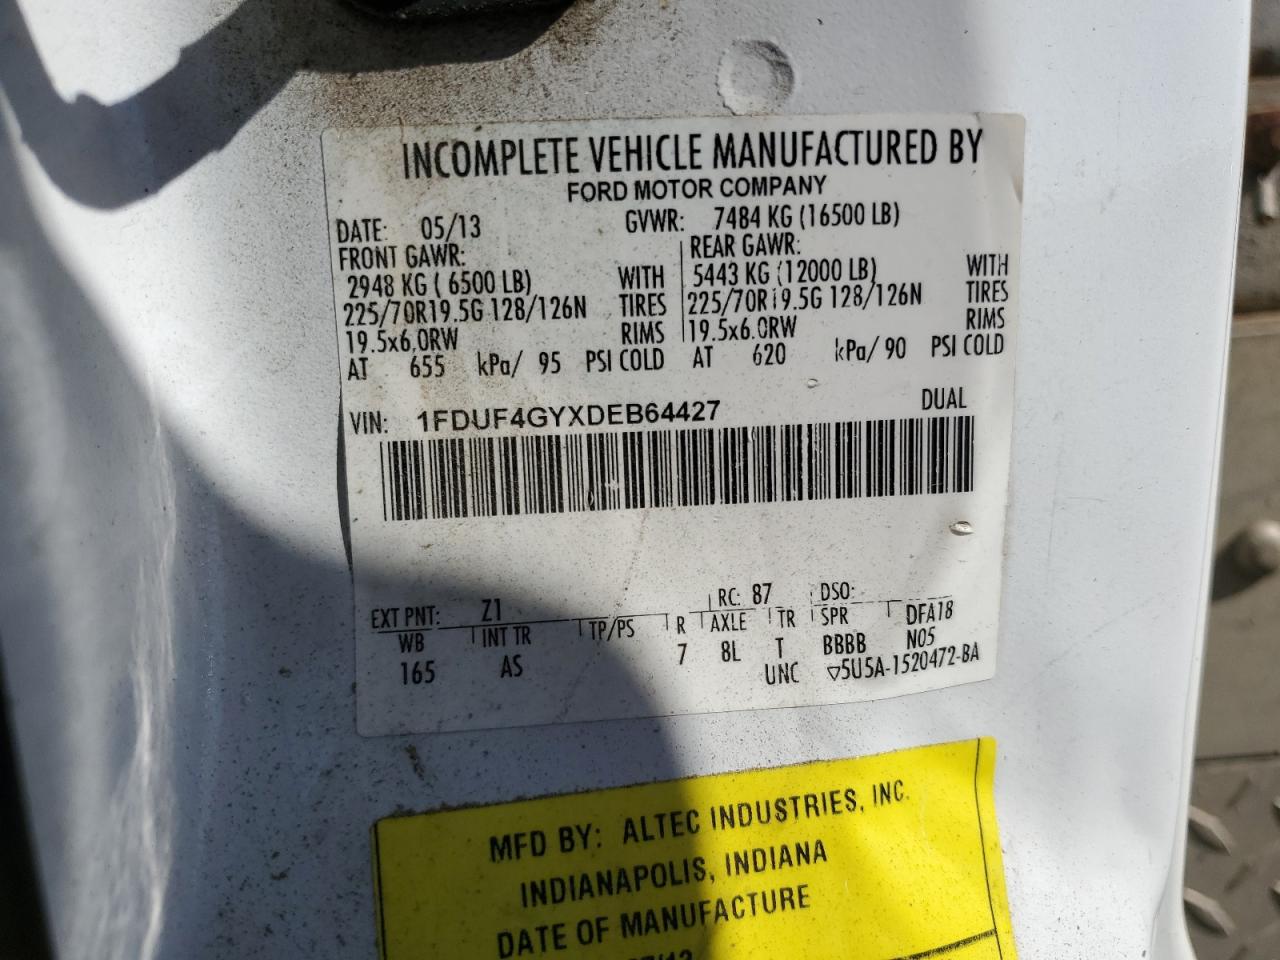 INCOMPLETE VEHICLE MANUFACTURED BY
FORD MOTOR COMPANY
DATE: 05/13 GVWR: 7484 KG (16500 LB)
FRONT GAWR: REAR GAWR:
2948 KG ( 6500 LB) WITH 5443 KG (12000 LB) WITH
225/70R19.5G 128/126N TIRES 225/70R19.5G 128/126N TIRES
19.5x6.0RW RIMS 19.5x6.0RW RIMS
AT 655 kPa/ 95 PSI COLD AT 620 kPa/ 90 PSI COLD
VIN: 1FDUF4GYXDEB64427 DUAL
EXT PNT: Z1 RC: 87 DSO:
WB INT TR TP/PS R AXLE TR SPR DFA18
165 AS 7 8L T BBBB N05
UNC ▽5U5A-1520472-BA
MFD BY: ALTEC INDUSTRIES, INC.
INDIANAPOLIS, INDIANA
DATE OF MANUFACTURE